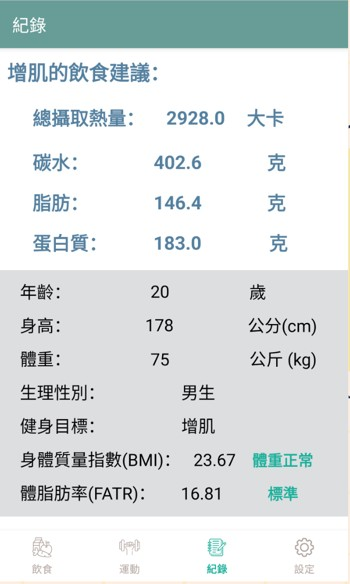 紀錄
增肌的飲食建議：
總攝取熱量： 2928.0 大卡
碳水： 402.6 克
脂肪： 146.4 克
蛋白質： 183.0 克
年齡： 20 歲
身高： 178 公分(cm)
體重： 75 公斤 (kg)
生理性別： 男生
健身目標： 增肌
身體質量指數(BMI)： 23.67 體重正常
體脂肪率(FATR)： 16.81 標準
飲食 運動 紀錄 設定